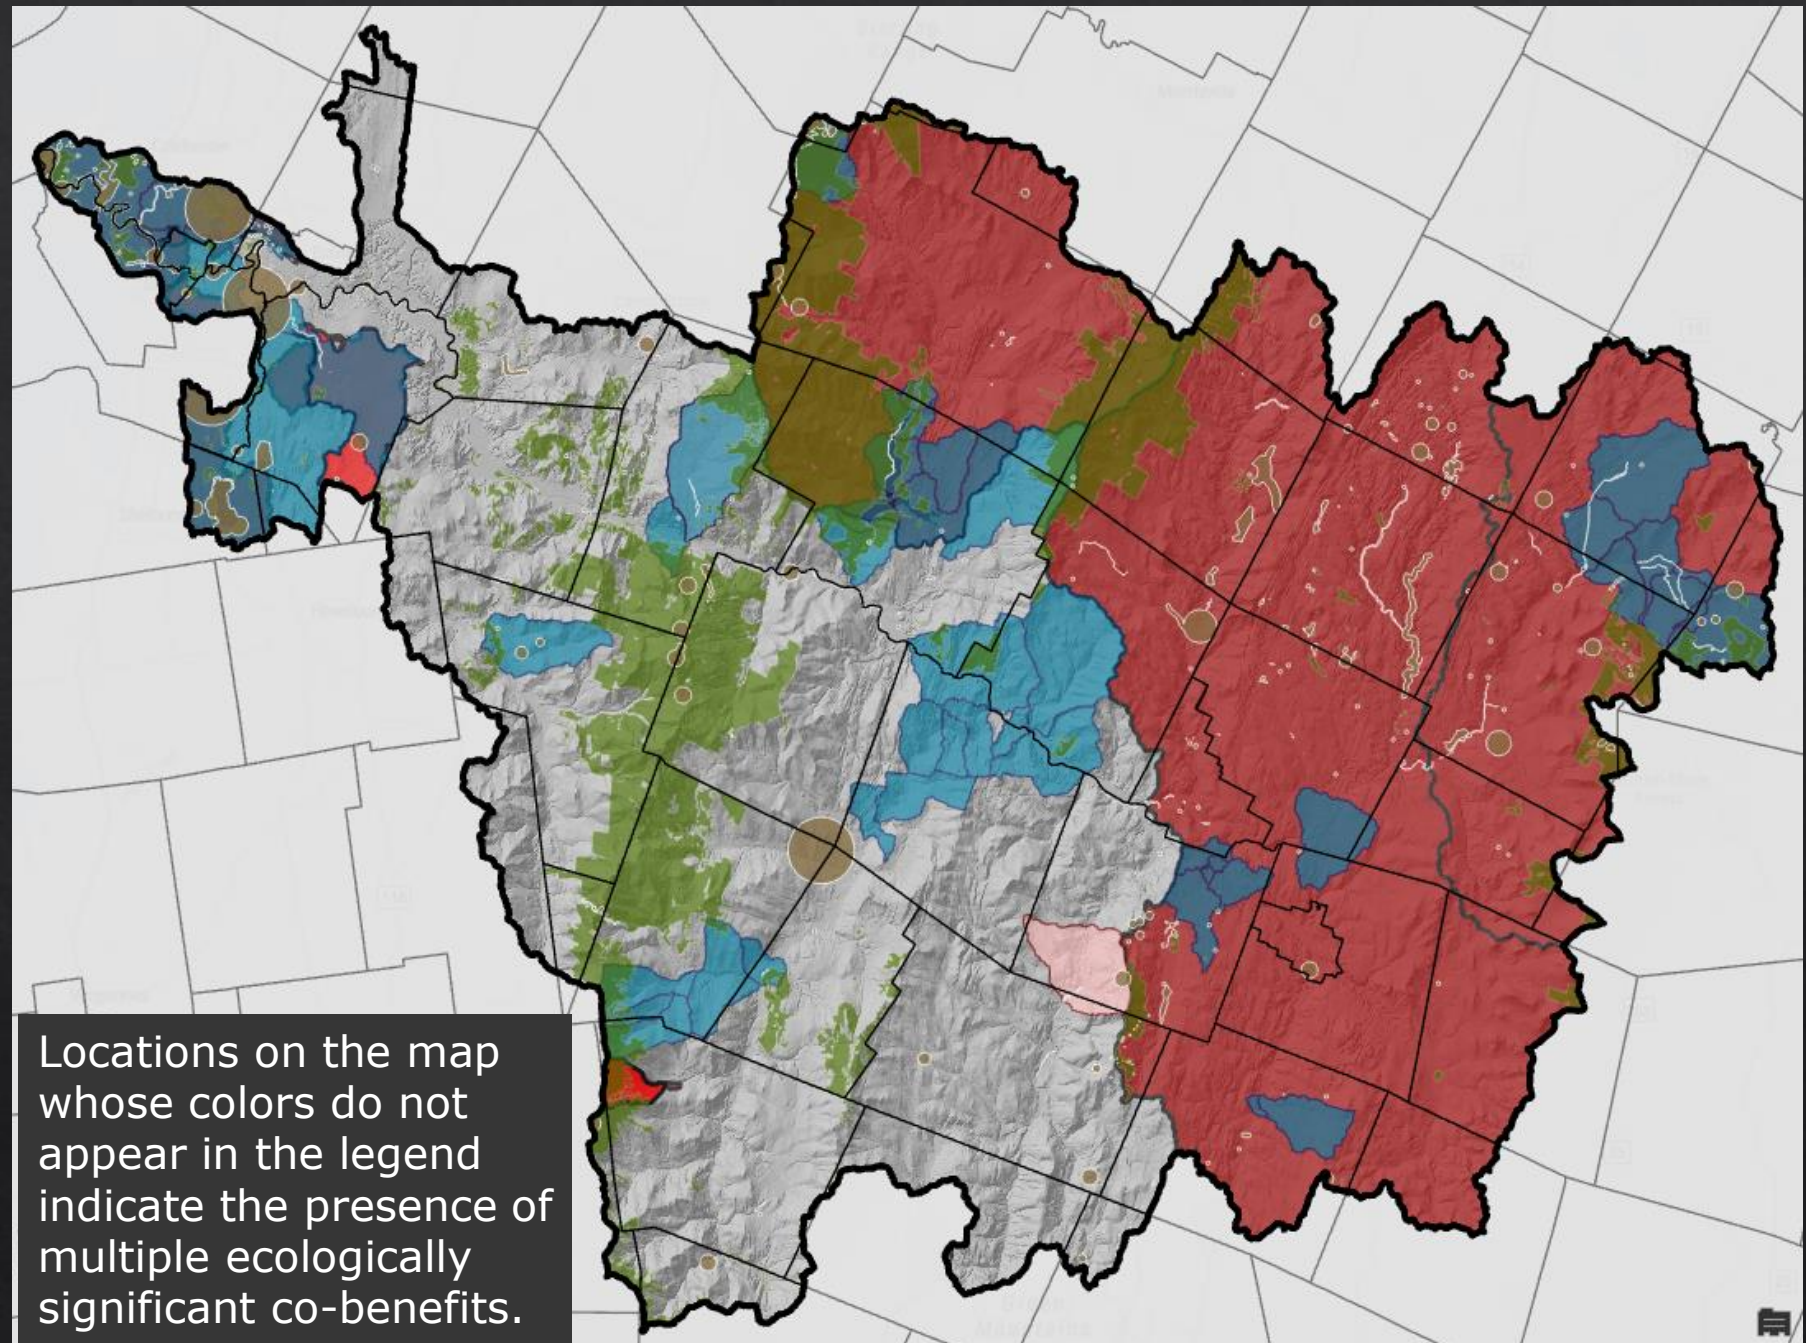 Locations on the map
whose colors do not
appear in the legend
indicate the presence of
multiple ecologically
significant co-benefits.